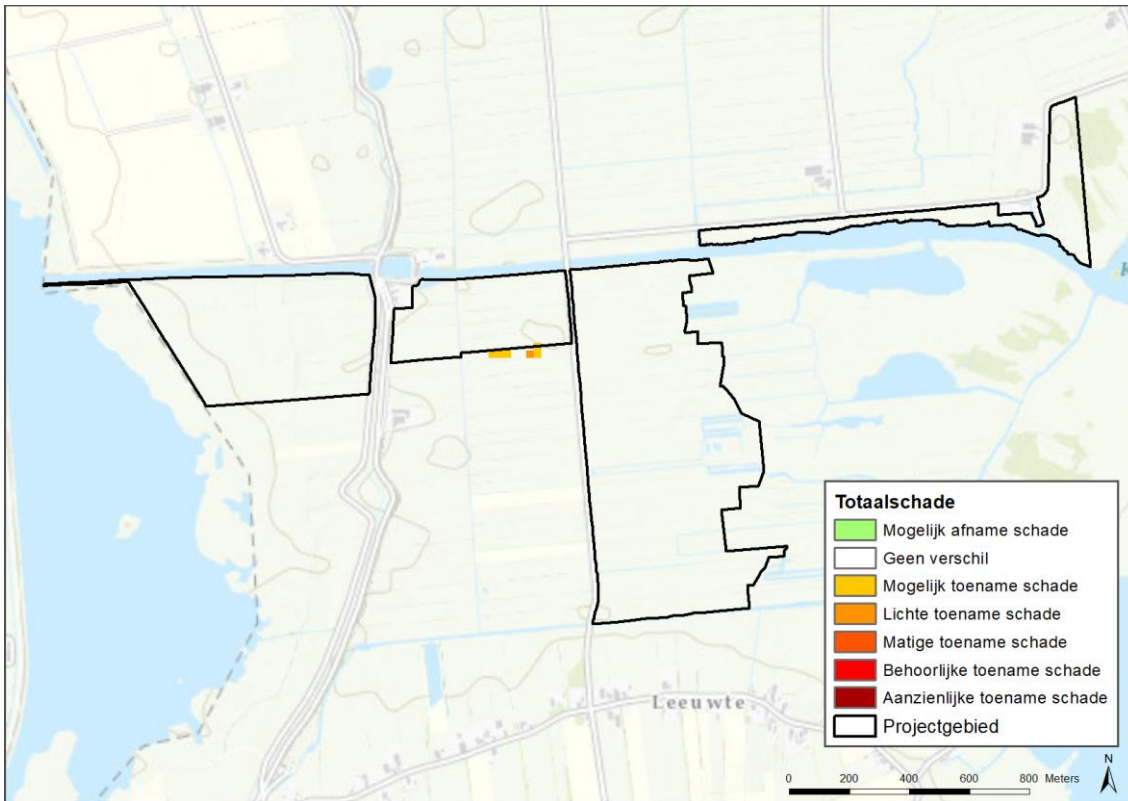 Leeuwte
Totaalschade
Mogelijk afname schade
Geen verschil
Mogelijk toename schade
Lichte toename schade
Matige toename schade
Behoorlijke toename schade
Aanzienlijke toename schade
Projectgebied
N
0 200 400 600 800 Meters